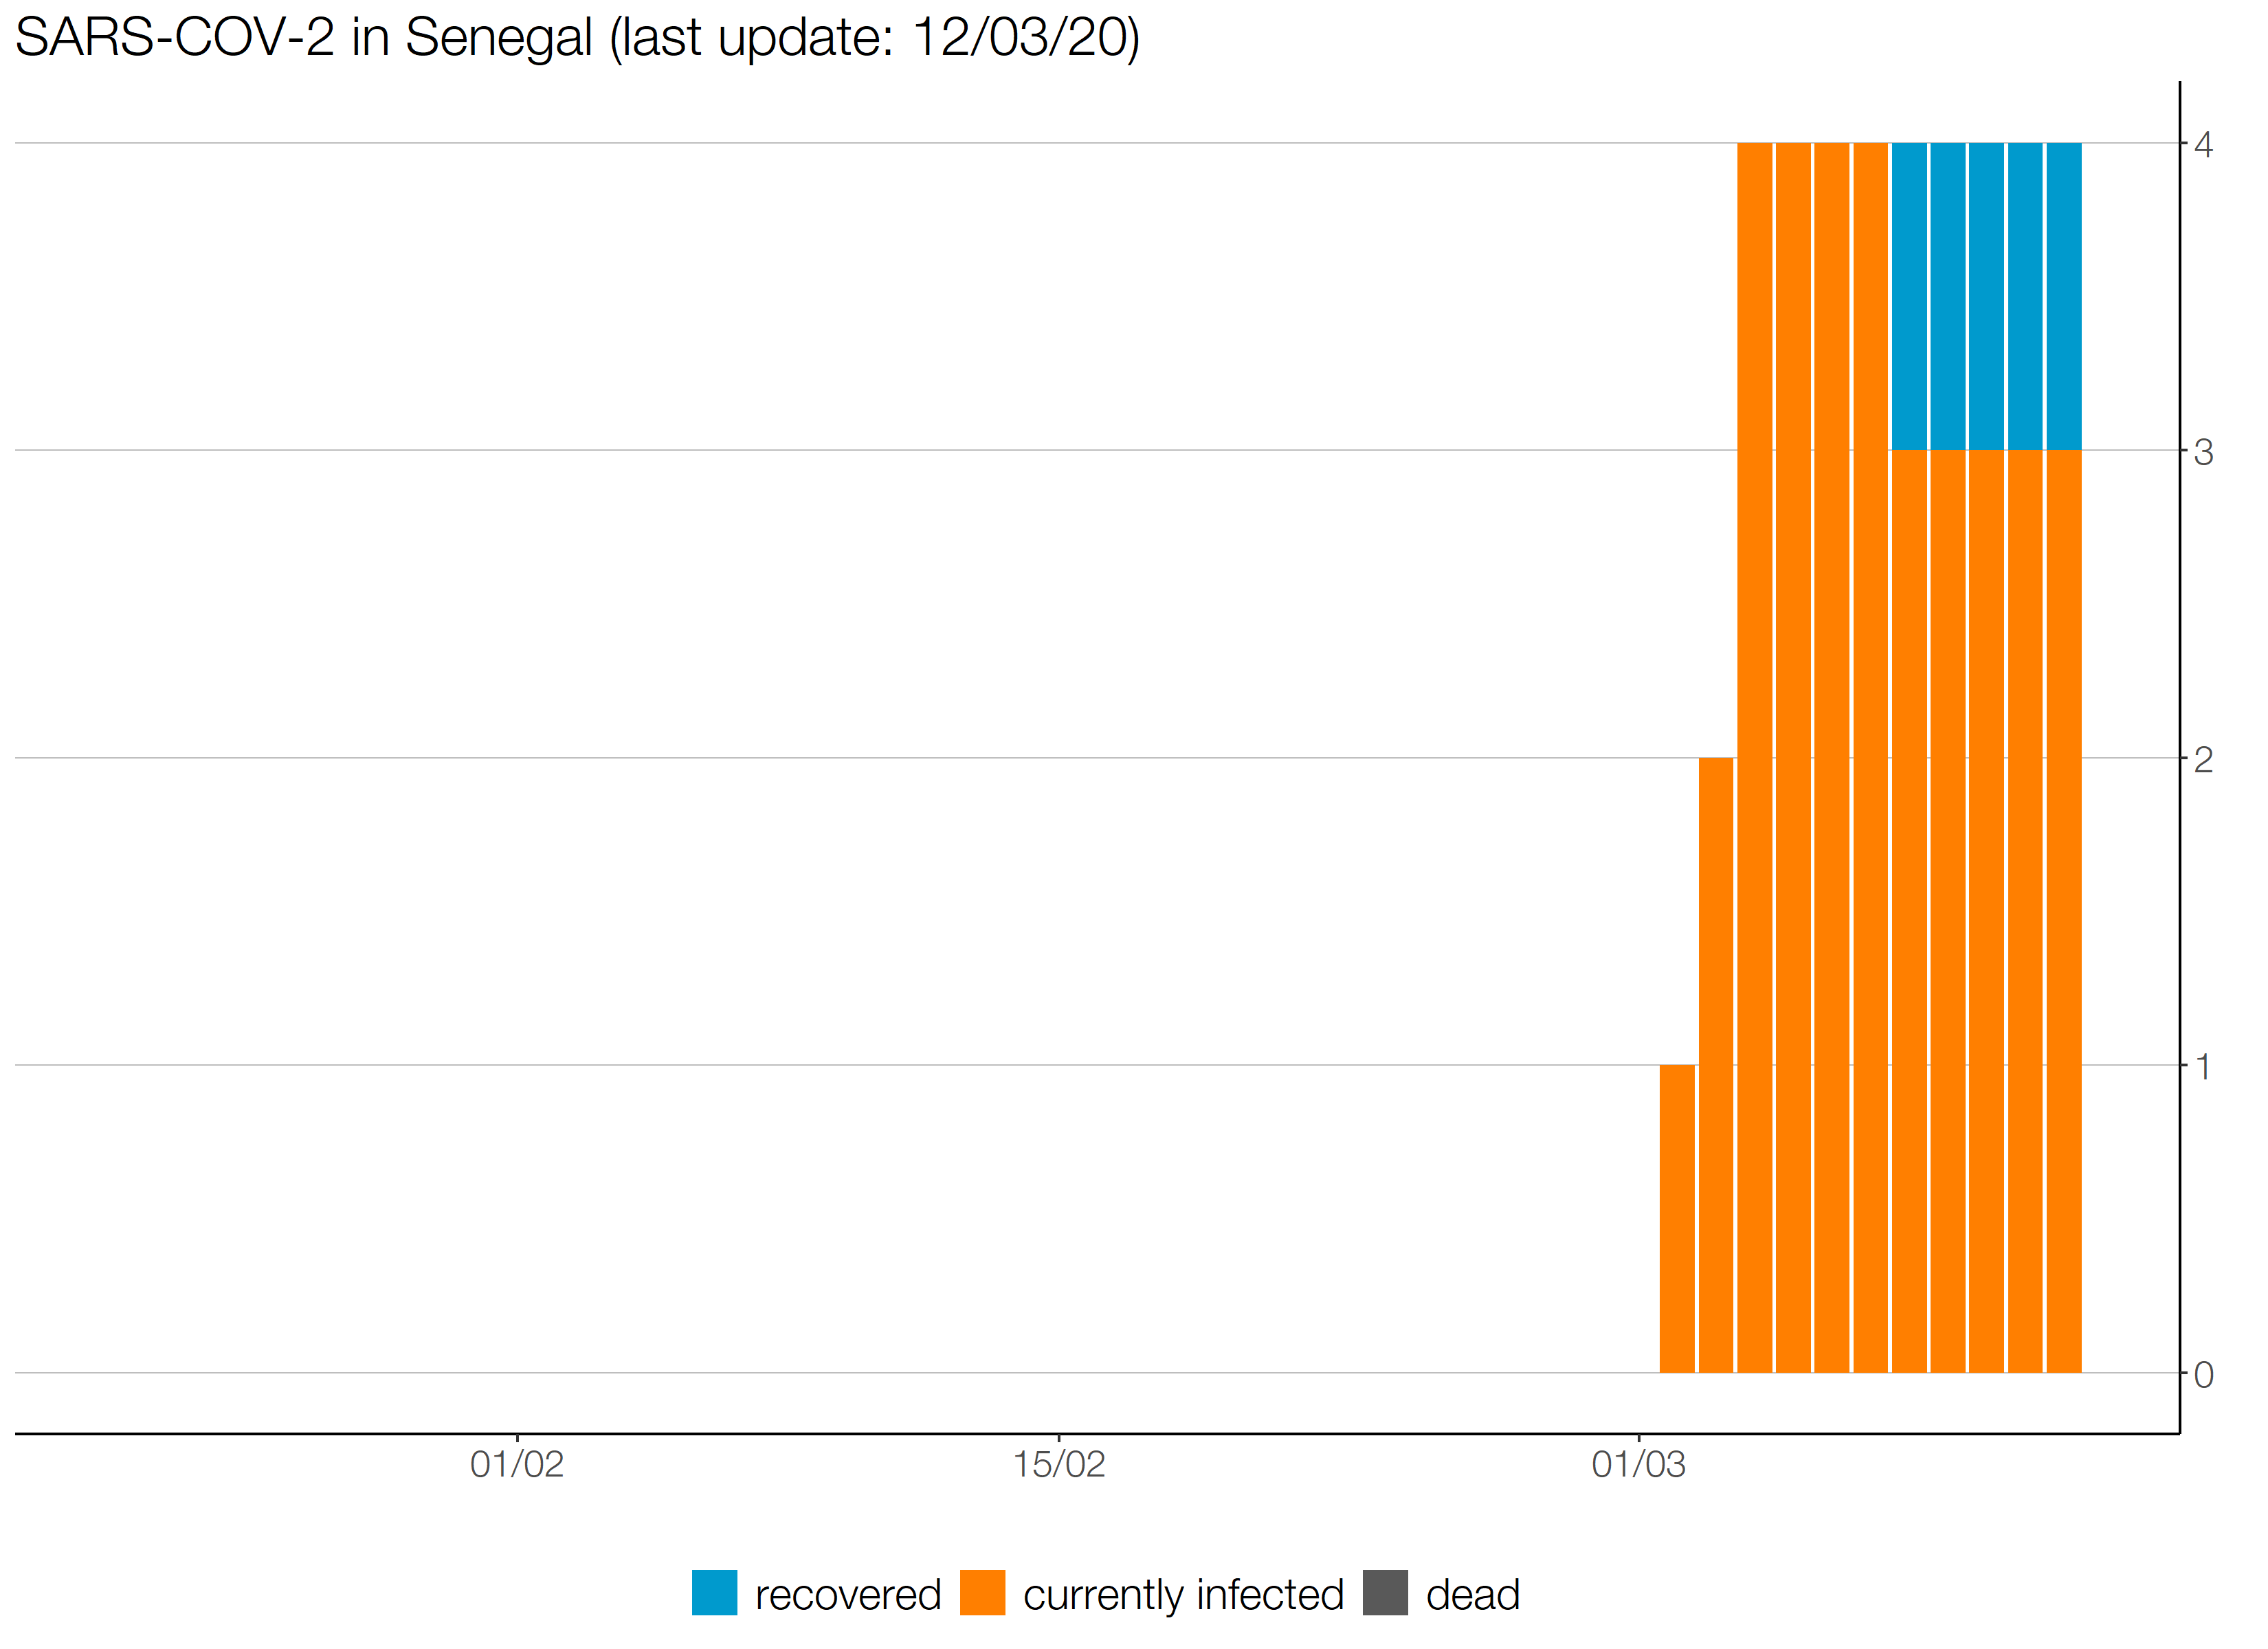 SARS-COV-2 in Senegal (last update: 12/03/20)
4
3
2
1
0
01/02 15/02 01/03
recovered currently infected dead